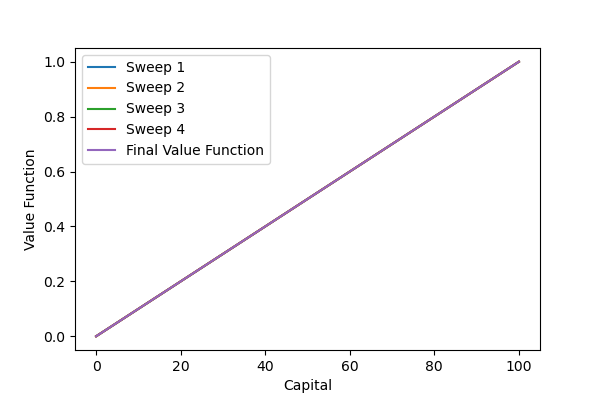 1.0
0.8
0.6
0.4
0.2
0.0
Value Function
Sweep 1
Sweep 2
Sweep 3
Sweep 4
Final Value Function
0 20 40 60 80 100
Capital